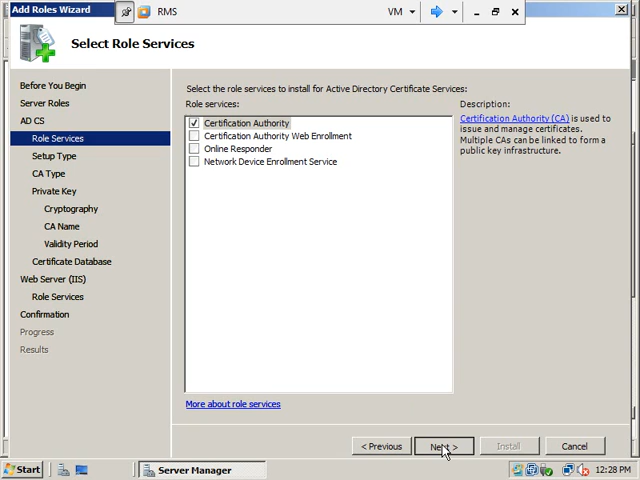 Add Roles Wizard
RMS
VM
Select Role Services
Before You Begin
Server Roles
AD CS
Role Services
Setup Type
CA Type
Private Key
Cryptography
CA Name
Validity Period
Certificate Database
Web Server (IIS)
Role Services
Confirmation
Progress
Results
Select the role services to install for Active Directory Certificate Services:
Role services:
Certification Authority
Certification Authority Web Enrollment
Online Responder
Network Device Enrollment Service
More about role services
Description:
Certification Authority (CA) is used to
issue and manage certificates.
Multiple CAs can be linked to form a
public key infrastructure.
< Previous
Next >
Install
Cancel
Start
Server Manager
12:28 PM